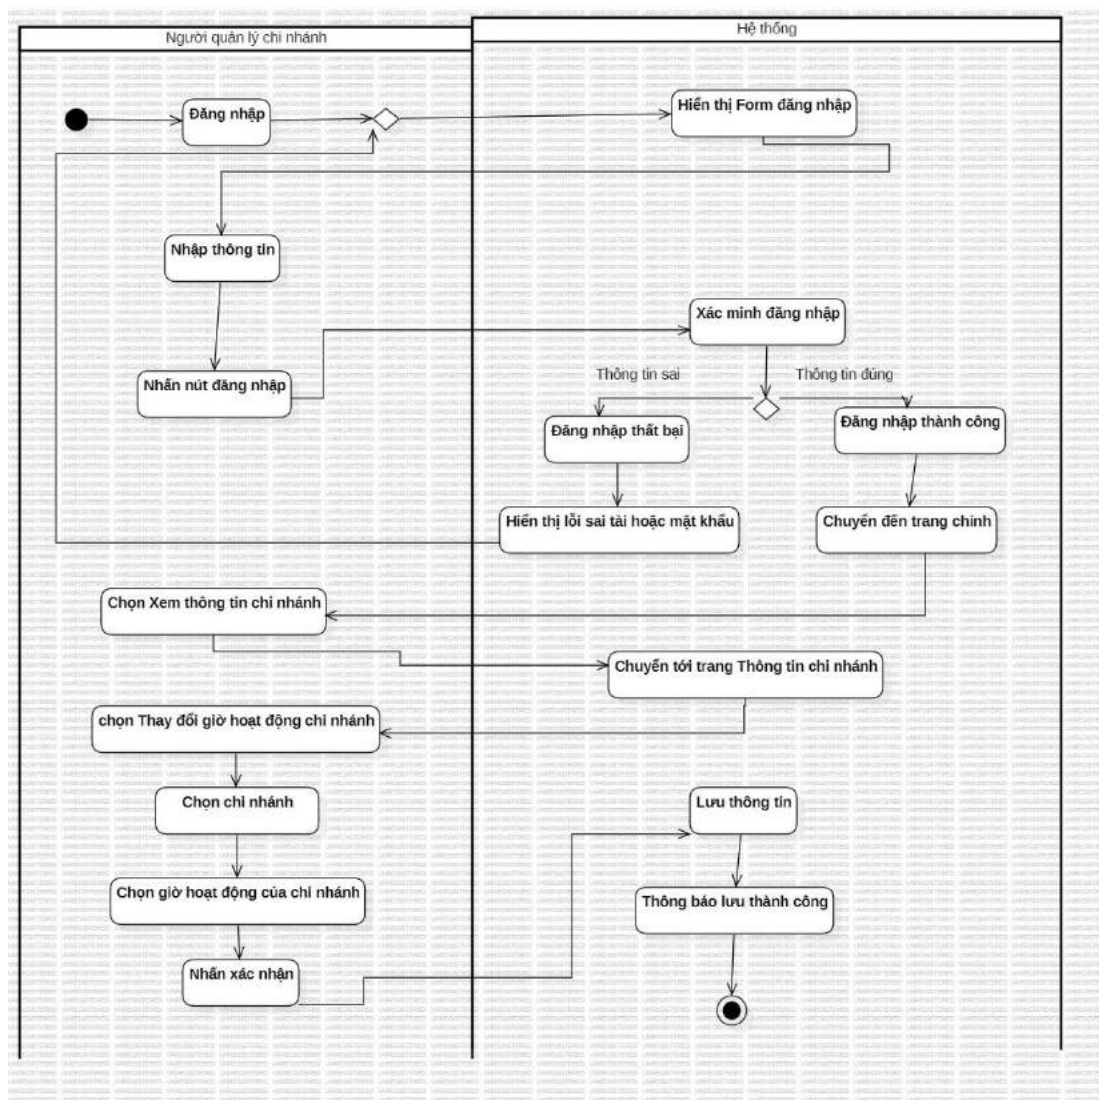 Người quản lý chi nhánh
Hệ thống
Đăng nhập
Hiển thị Form đăng nhập
Nhập thông tin
Xác minh đăng nhập
Nhấn nút đăng nhập
Thông tin sai
Thông tin đúng
Đăng nhập thất bại
Đăng nhập thành công
Hiển thị lỗi sai tài hoặc mật khẩu
Chuyển đến trang chính
Chọn Xem thông tin chi nhánh
Chuyển tới trang Thông tin chi nhánh
chọn Thay đổi giờ hoạt động chi nhánh
Chọn chi nhánh
Lưu thông tin
Chọn giờ hoạt động của chi nhánh
Thông báo lưu thành công
Nhấn xác nhận